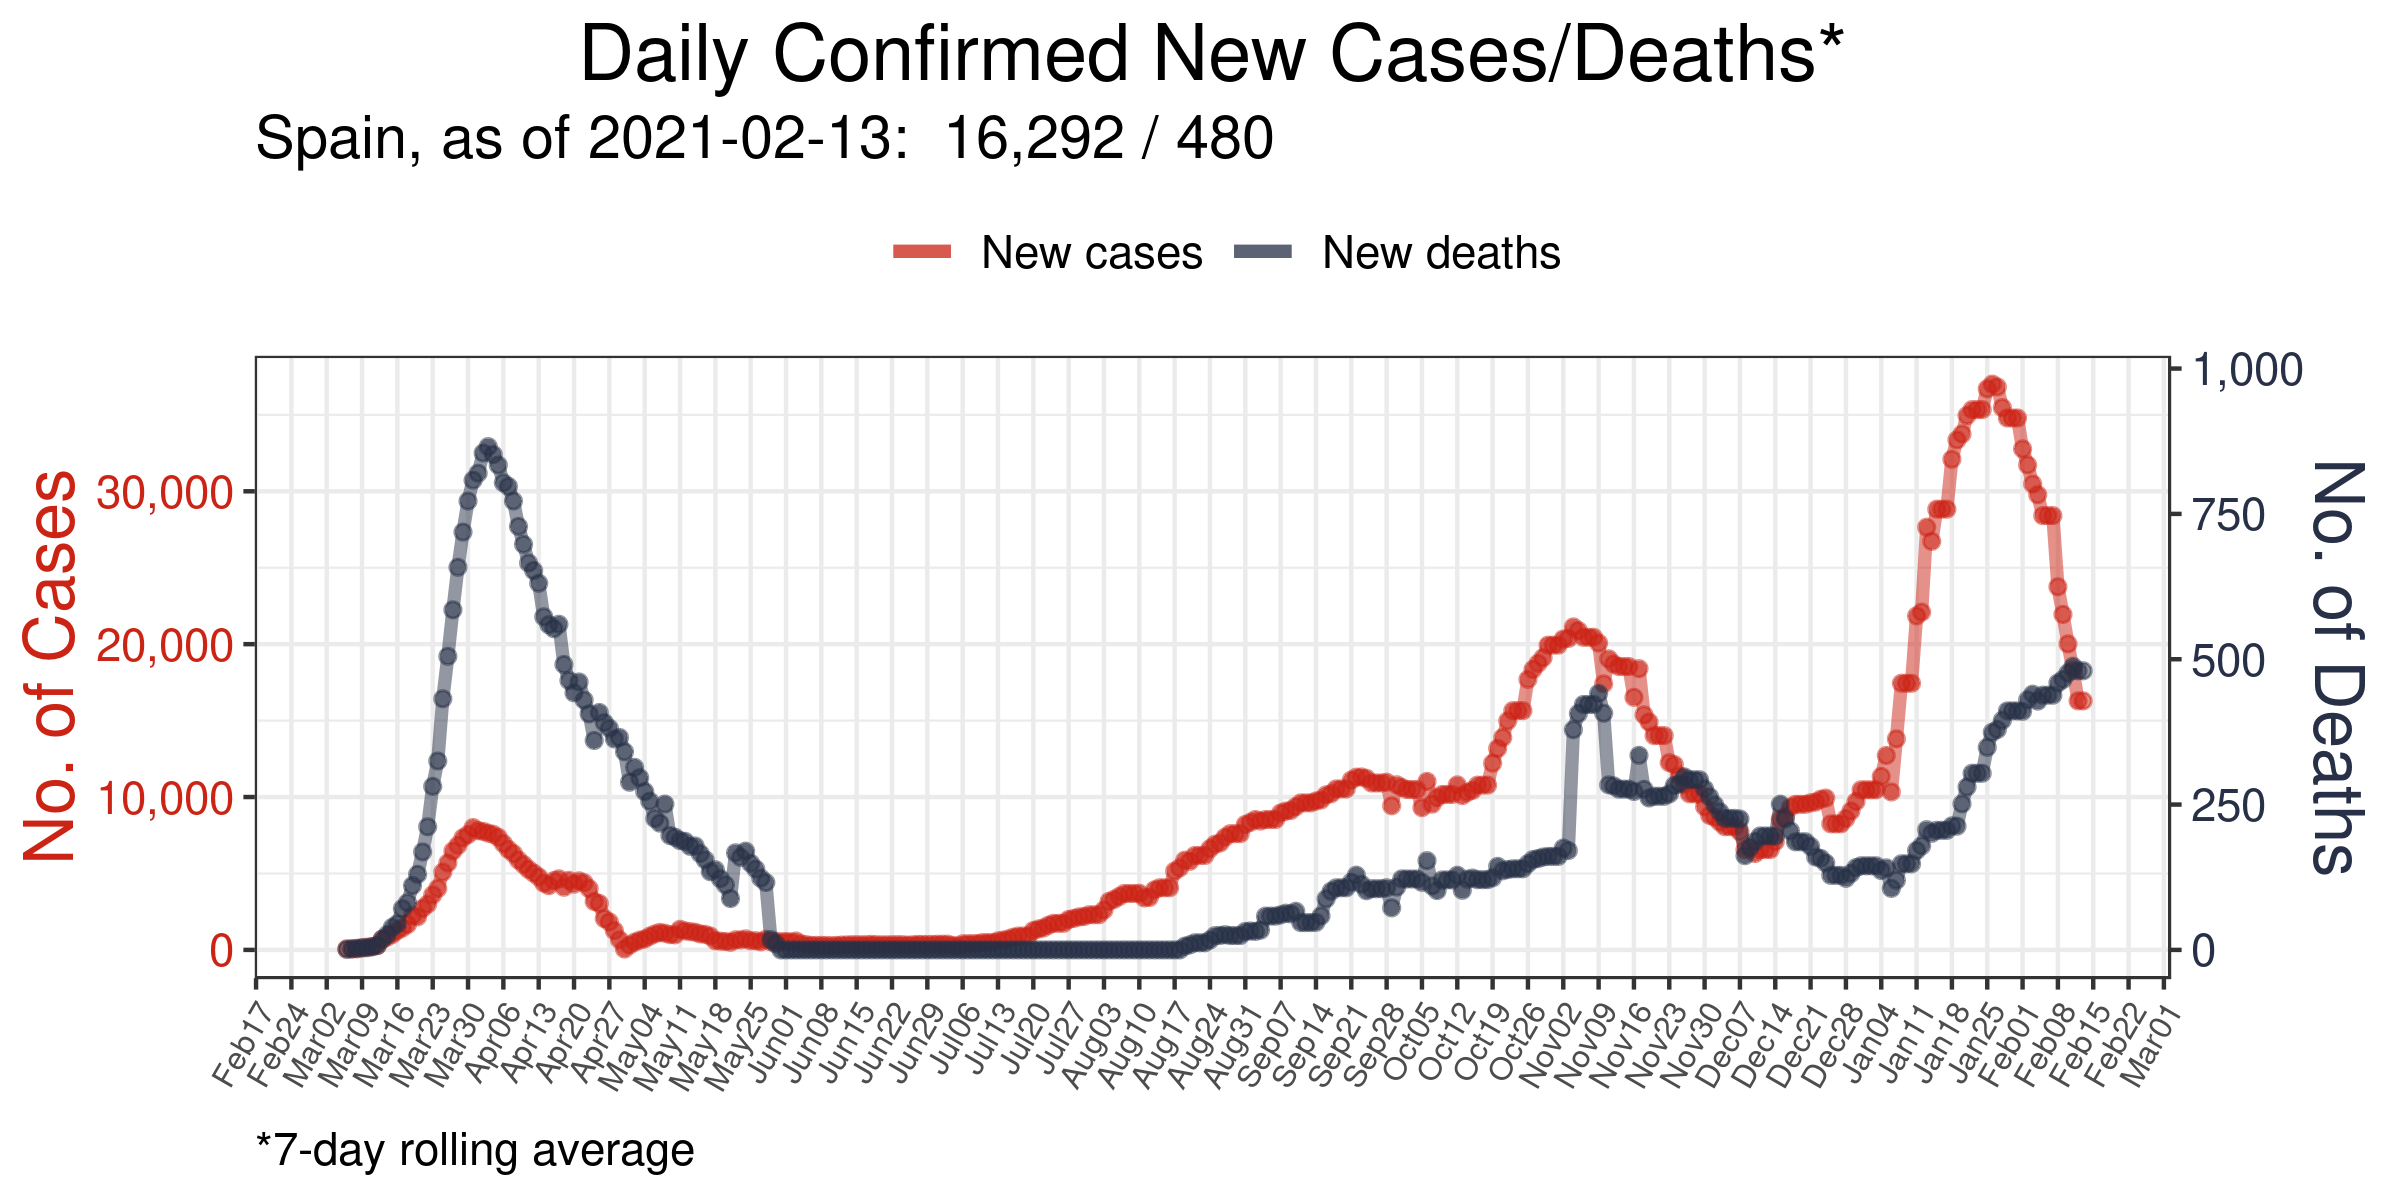 Daily Confirmed New Cases/Deaths*
Spain, as of 2021-02-13:  16,292 / 480
New cases
New deaths
No. of Cases
30,000
20,000
10,000
0
1,000
750
500
250
0
No. of Deaths
Feb17
Feb24
Mar02
Mar09
Mar16
Mar23
Mar30
Apr06
Apr13
Apr20
Apr27
May04
May11
May18
May25
Jun01
Jun08
Jun15
Jun22
Jun29
Jul06
Jul13
Jul20
Jul27
Aug03
Aug10
Aug17
Aug24
Aug31
Sep07
Sep14
Sep21
Sep28
Oct05
Oct12
Oct19
Oct26
Nov02
Nov09
Nov16
Nov23
Nov30
Dec07
Dec14
Dec21
Dec28
Jan04
Jan11
Jan18
Jan25
Feb01
Feb08
Feb15
Feb22
Mar01
*7-day rolling average